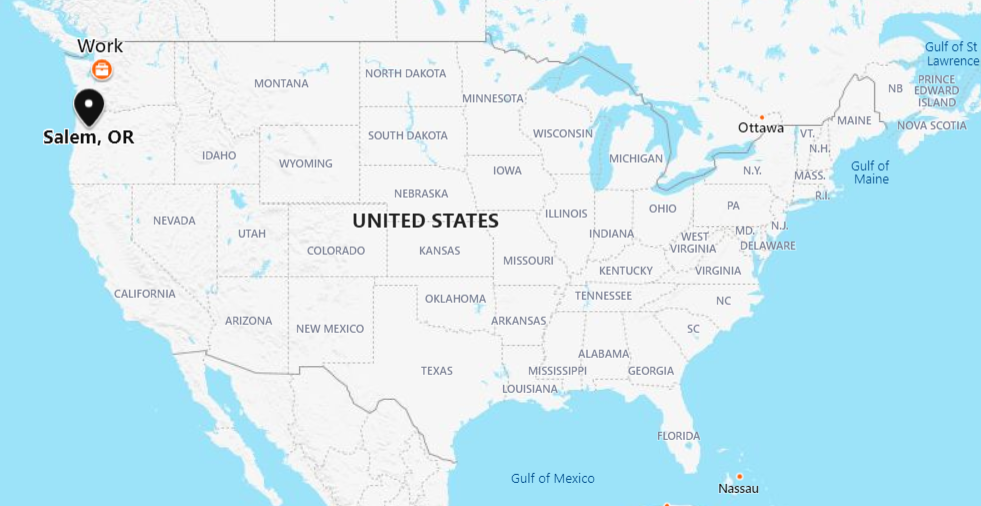 Gulf of St
Lawrence
Work
NORTH DAKOTA
MONTANA
PRINCE
EDWARD
ISLAND
NB
MINNESOTA
Salem, OR
SOUTH DAKOTA
WISCONSIN
Ottawa
VT.
MAINE
NOVA SCOTIA
N.H.
IDAHO
WYOMING
MICHIGAN
IOWA
N.Y.
MASS.
Gulf of
Maine
NEBRASKA
R.I.
NEVADA
UNITED STATES
ILLINOIS
OHIO
PA
UTAH
COLORADO
KANSAS
INDIANA
WEST
VIRGINIA
MD.
N.J.
DELAWARE
MISSOURI
KENTUCKY
VIRGINIA
CALIFORNIA
OKLAHOMA
TENNESSEE
NC
ARIZONA
NEW MEXICO
ARKANSAS
SC
ALABAMA
TEXAS
MISSISSIPPI
GEORGIA
LOUISIANA
FLORIDA
Gulf of Mexico
Nassau